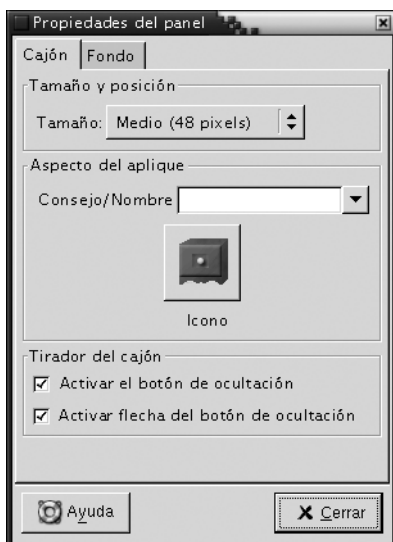 Propiedades del panel
Cajón Fondo
Tamaño y posición
Tamaño: Medio (48 pixels)
Aspecto del aplique
Consejo/Nombre
Icono
Tirador del cajón
Activar el botón de ocultación
Activar flecha del botón de ocultación
Ayuda Cerrar